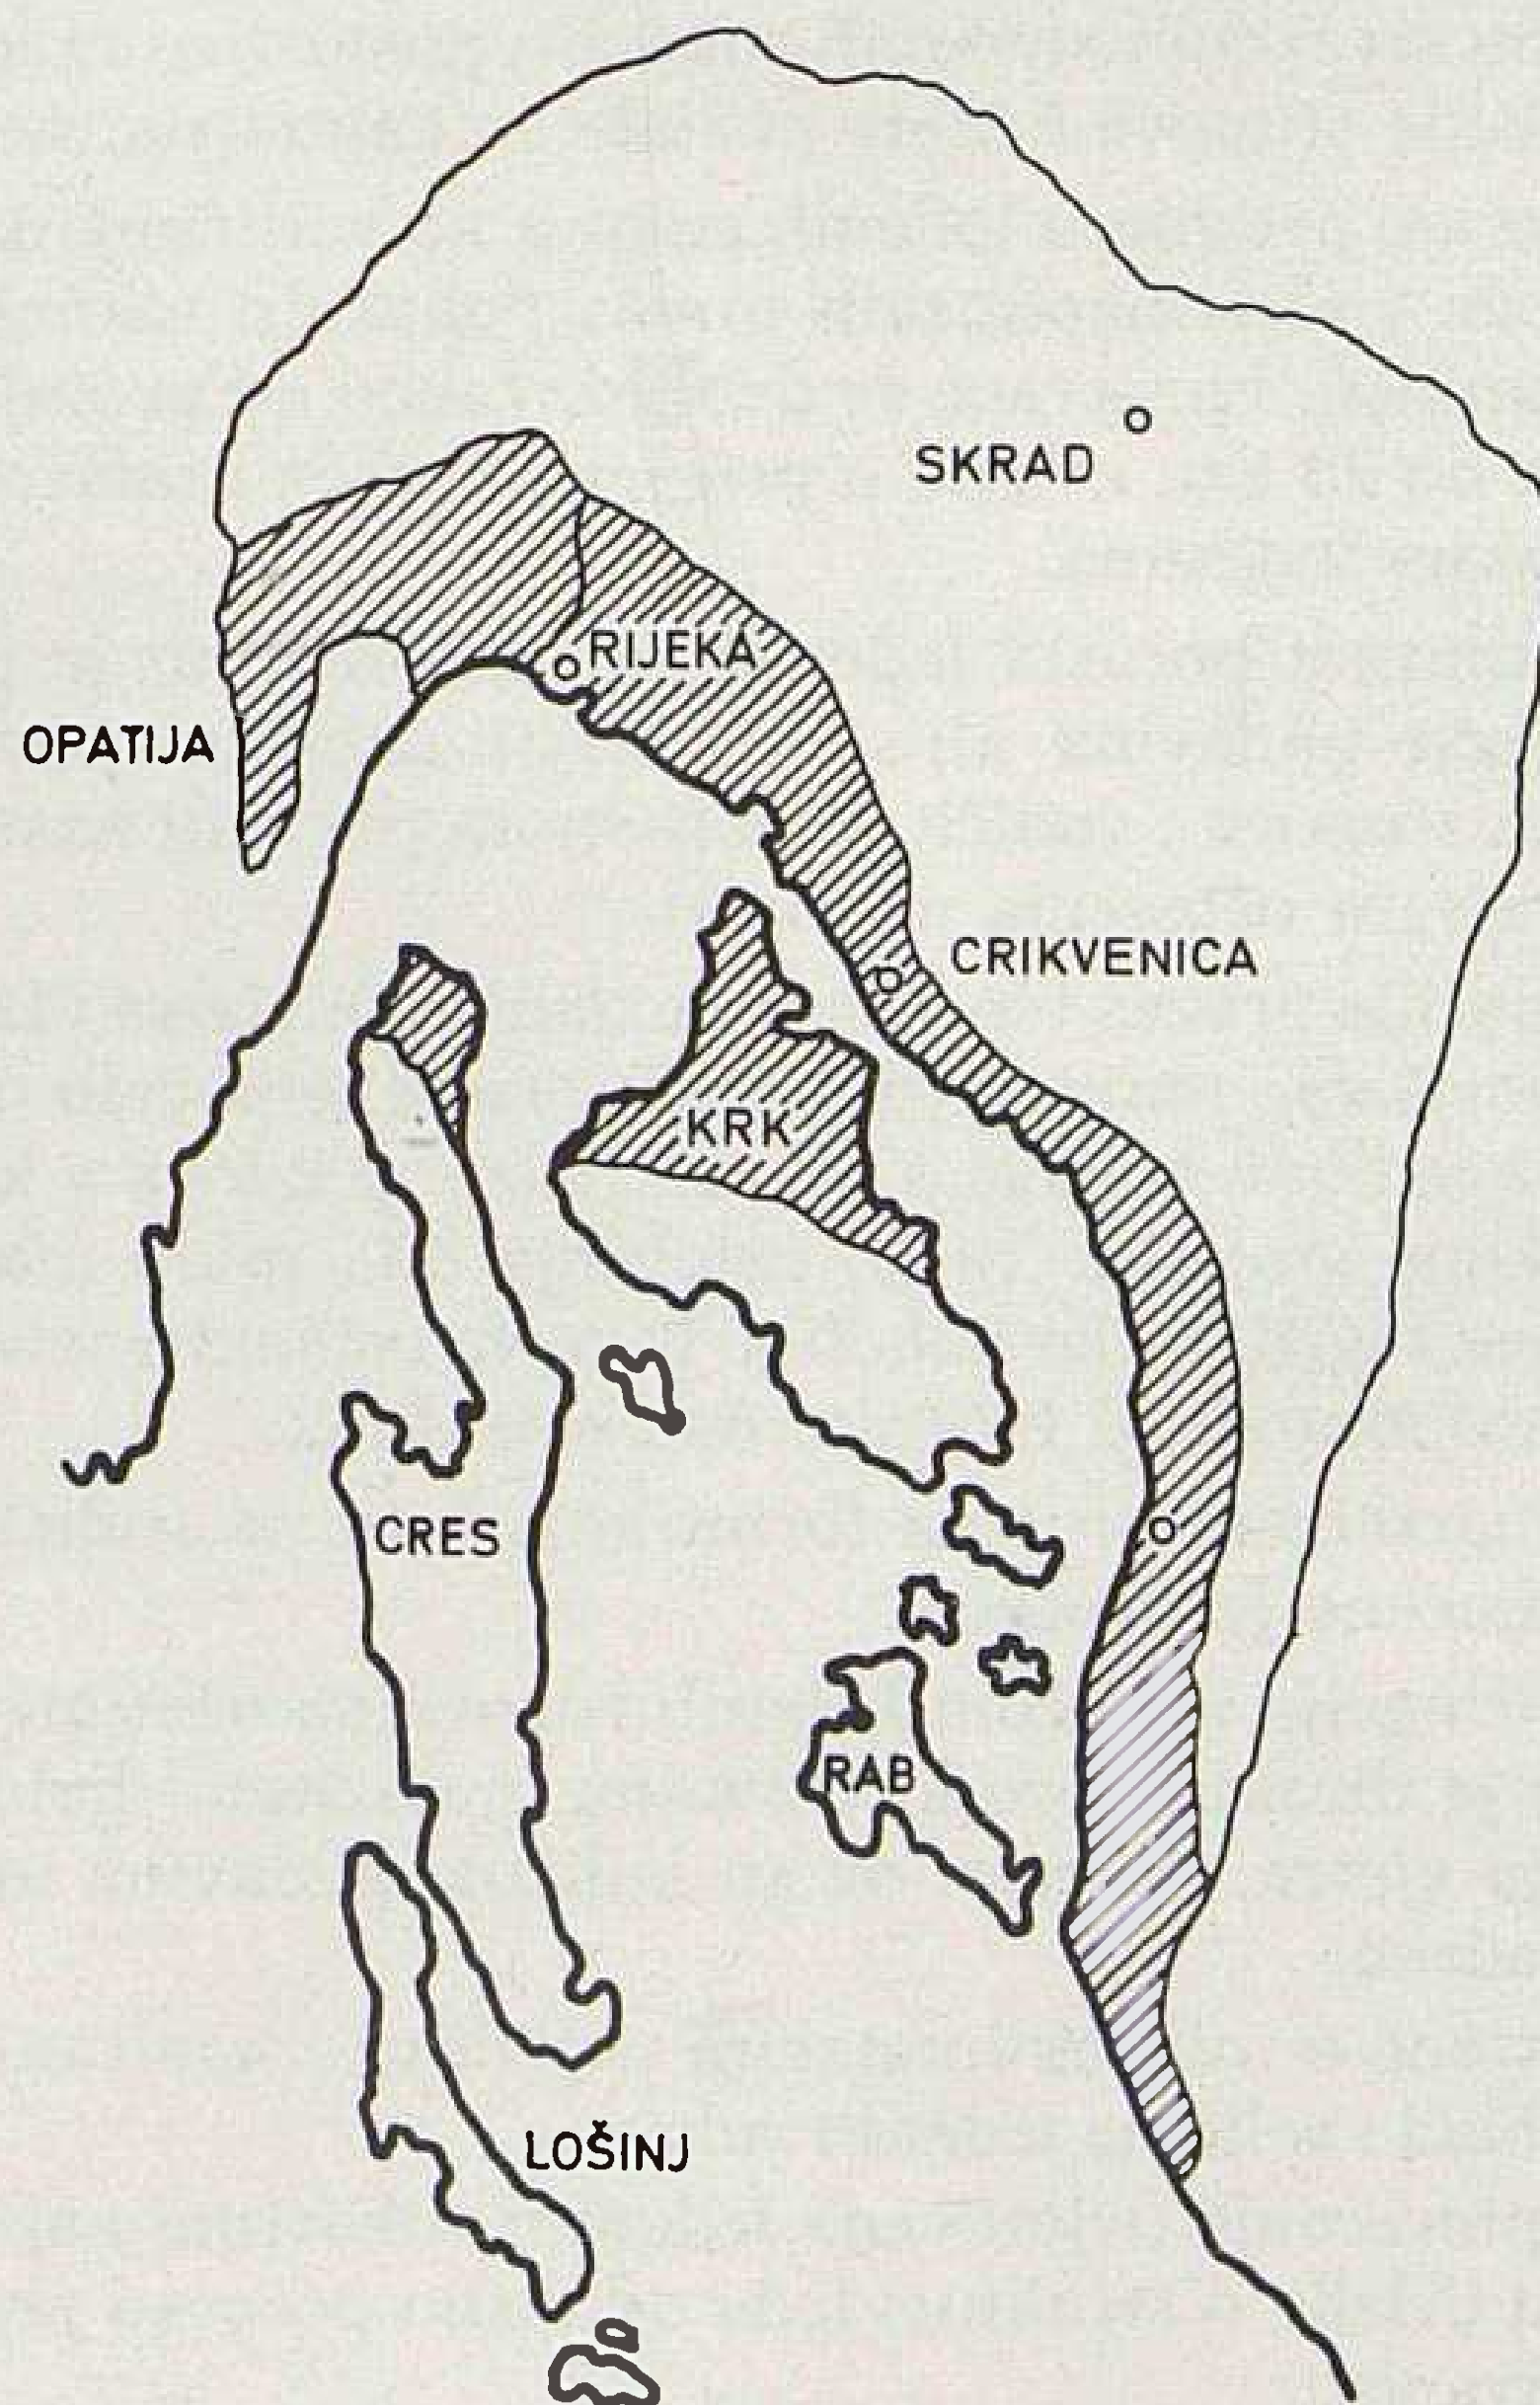 SKRAD
RIJEKA
OPATIJA
CRIKVENICA
KRK
CRES
RAB
LOŠINJ